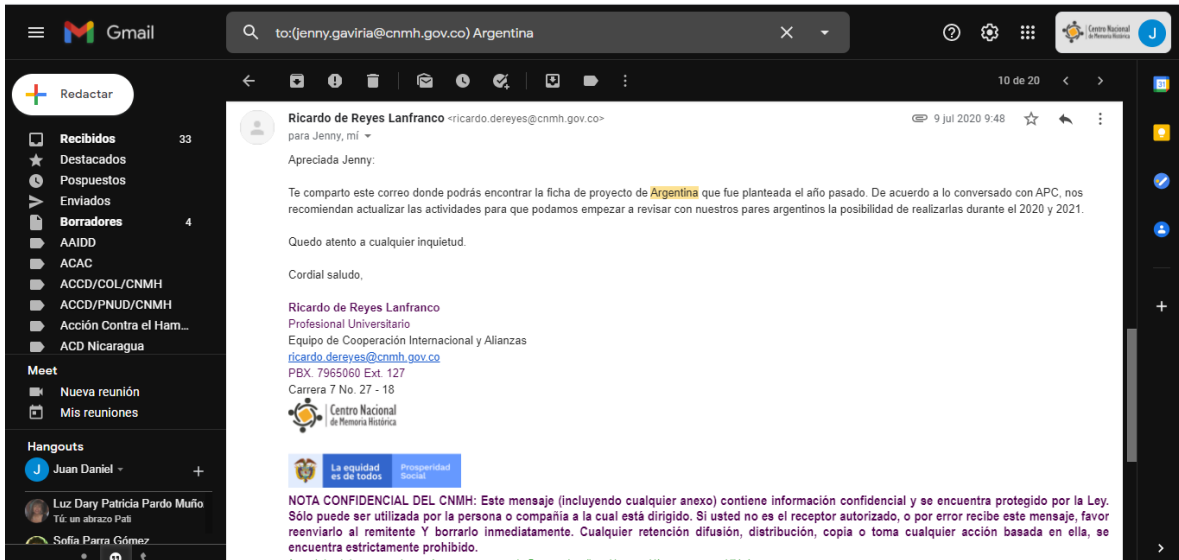 Gmail
to:(jenny.gaviria@cnmh.gov.co) Argentina
Centro Nacional
de Memoria Histórica
J
Redactar
10 de 20
31
Recibidos 33
Destacados
Pospuestos
Enviados
Borradores 4
AAIDD
ACAC
ACCD/COL/CNMH
ACCD/PNUD/CNMH
Acción Contra el Ham...
ACD Nicaragua
Meet
Nueva reunión
Mis reuniones
Hangouts
J Juan Daniel
Luz Dary Patricia Pardo Muño
Tú: un abrazo Pati
Sofía Parra Gómez
Ricardo de Reyes Lanfranco <ricardo.dereyes@cnmh.gov.co>
9 jul 2020 9:48
para Jenny, mí
Apreciada Jenny:
Te comparto este correo donde podrás encontrar la ficha de proyecto de Argentina que fue planteada el año pasado. De acuerdo a lo conversado con APC, nos
recomiendan actualizar las actividades para que podamos empezar a revisar con nuestros pares argentinos la posibilidad de realizarlas durante el 2020 y 2021.
Quedo atento a cualquier inquietud.
Cordial saludo,
Ricardo de Reyes Lanfranco
Profesional Universitario
Equipo de Cooperación Internacional y Alianzas
ricardo.dereyes@cnmh.gov.co
PBX. 7965060 Ext. 127
Carrera 7 No. 27 - 18
Centro Nacional
de Memoria Histórica
La equidad
es de todos
Prosperidad
Social
NOTA CONFIDENCIAL DEL CNMH: Este mensaje (incluyendo cualquier anexo) contiene información confidencial y se encuentra protegido por la Ley.
Sólo puede ser utilizada por la persona o compañia a la cual está dirigido. Si usted no es el receptor autorizado, o por error recibe este mensaje, favor
reenviarlo al remitente Y borrarlo inmediatamente. Cualquier retención difusión, distribución, copia o toma cualquier acción basada en ella, se
encuentra estrictamente prohibido.